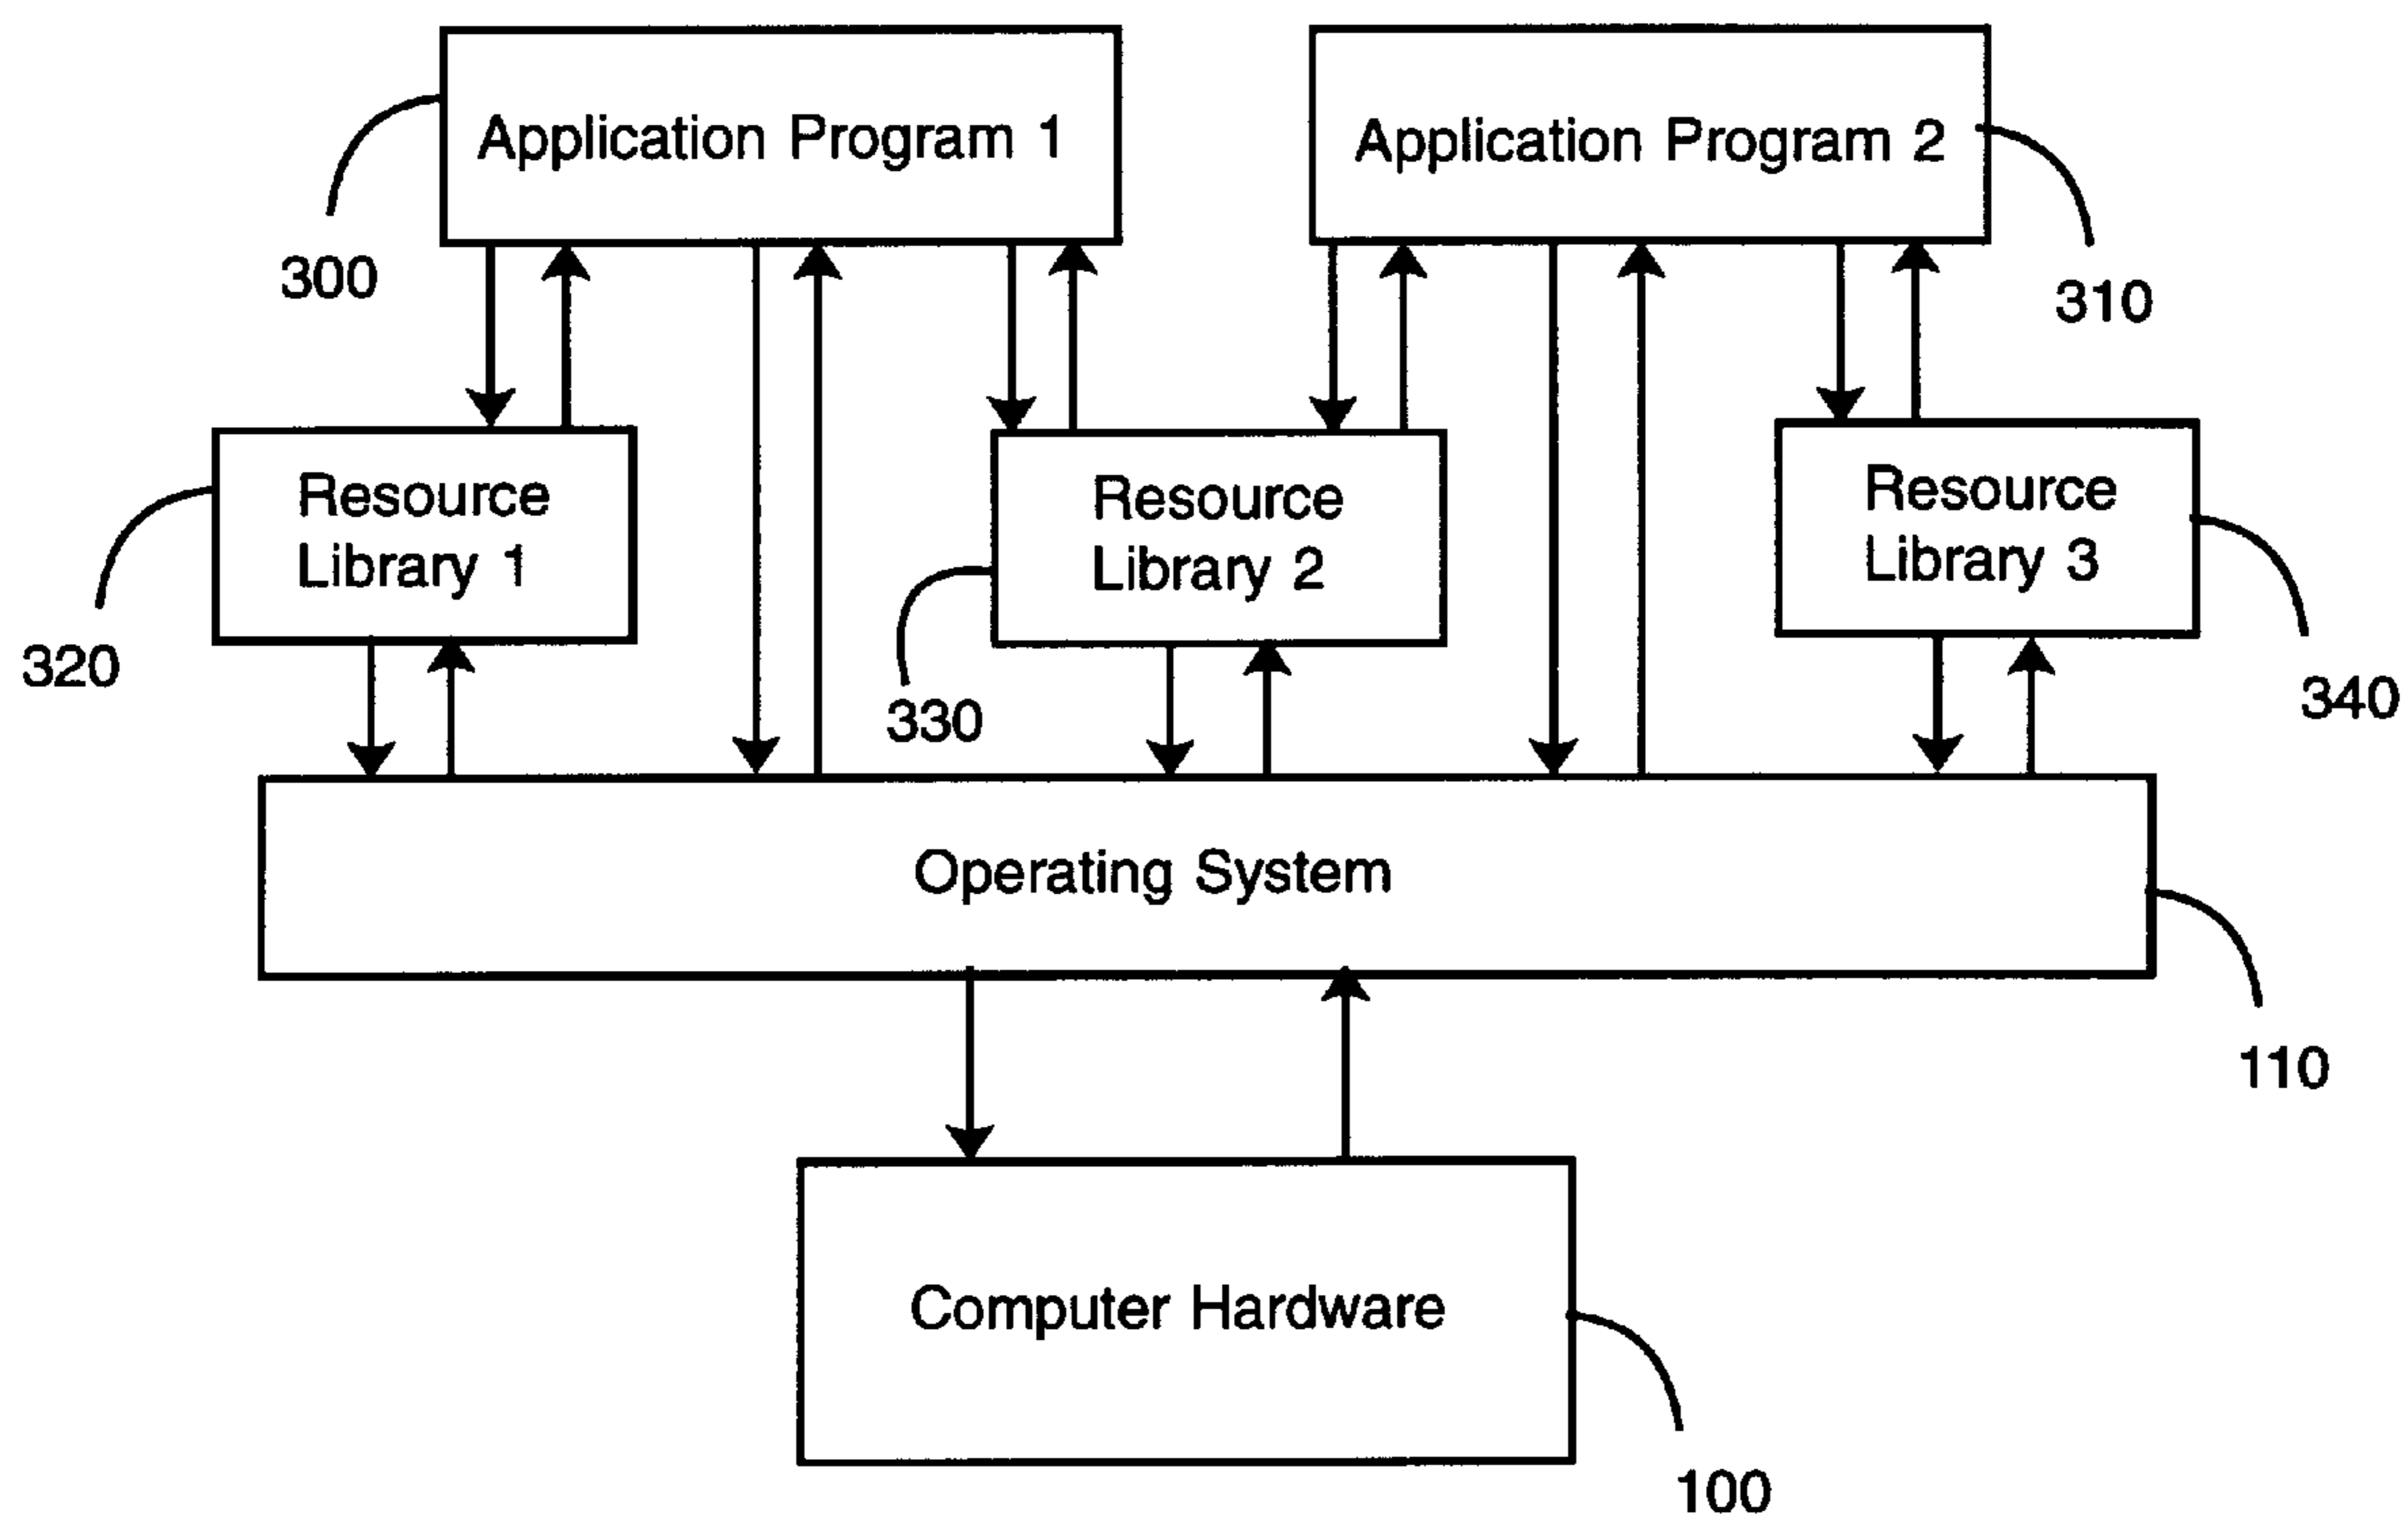 Application Program 1
Application Program 2
300
310
Resource
Library 1
Resource
Library 2
Resource
Library 3
320
330
340
Operating System
110
Computer Hardware
100